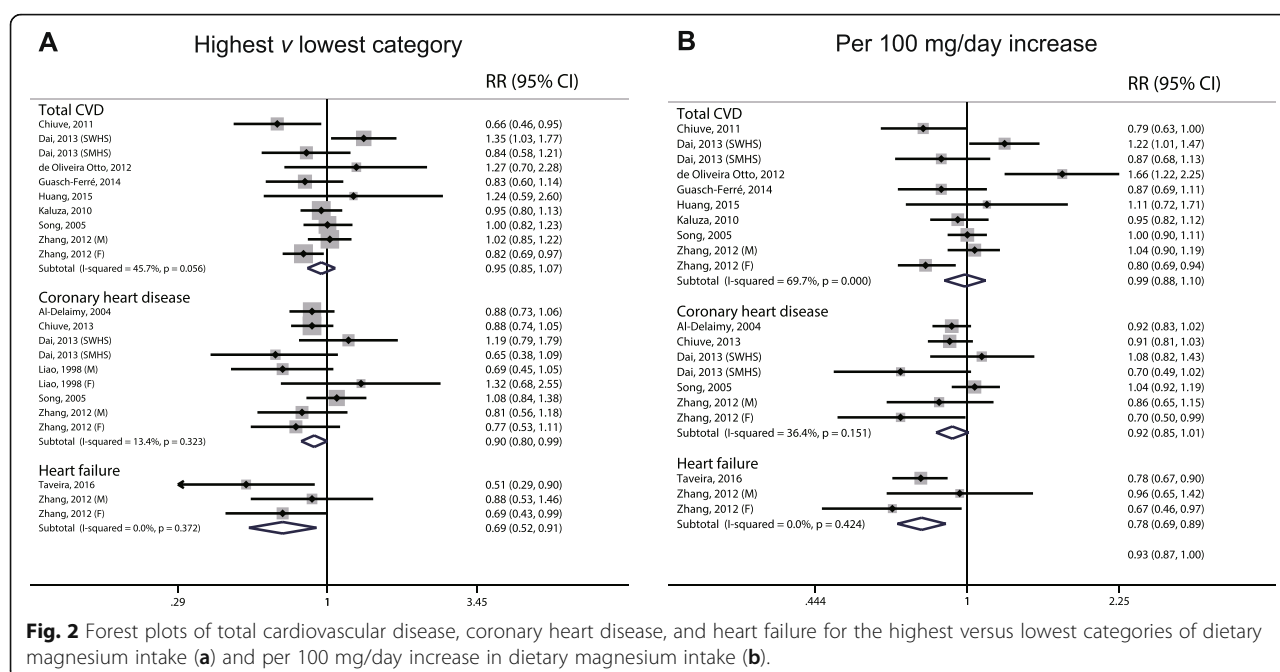 A
Highest v lowest category
RR (95% CI)
Total CVD
Chiuve, 2011 0.66 (0.46, 0.95)
Dai, 2013 (SWHS) 1.35 (1.03, 1.77)
Dai, 2013 (SMHS) 0.84 (0.58, 1.21)
de Oliveira Otto, 2012 1.27 (0.70, 2.28)
Guasch-Ferré, 2014 0.83 (0.60, 1.14)
Huang, 2015 1.24 (0.59, 2.60)
Kaluza, 2010 0.95 (0.80, 1.13)
Song, 2005 1.00 (0.82, 1.23)
Zhang, 2012 (M) 1.02 (0.85, 1.22)
Zhang, 2012 (F) 0.82 (0.69, 0.97)
Subtotal (I-squared = 45.7%, p = 0.056) 0.95 (0.85, 1.07)
Coronary heart disease
Al-Delaimy, 2004 0.88 (0.73, 1.06)
Chiuve, 2013 0.88 (0.74, 1.05)
Dai, 2013 (SWHS) 1.19 (0.79, 1.79)
Dai, 2013 (SMHS) 0.65 (0.38, 1.09)
Liao, 1998 (M) 0.69 (0.45, 1.05)
Liao, 1998 (F) 1.32 (0.68, 2.55)
Song, 2005 1.08 (0.84, 1.38)
Zhang, 2012 (M) 0.81 (0.56, 1.18)
Zhang, 2012 (F) 0.77 (0.53, 1.11)
Subtotal (I-squared = 13.4%, p = 0.323) 0.90 (0.80, 0.99)
Heart failure
Taveira, 2016 0.51 (0.29, 0.90)
Zhang, 2012 (M) 0.88 (0.53, 1.46)
Zhang, 2012 (F) 0.69 (0.43, 0.99)
Subtotal (I-squared = 0.0%, p = 0.372) 0.69 (0.52, 0.91)
.29 1 3.45
B
Per 100 mg/day increase
RR (95% CI)
Total CVD
Chiuve, 2011 0.79 (0.63, 1.00)
Dai, 2013 (SWHS) 1.22 (1.01, 1.47)
Dai, 2013 (SMHS) 0.87 (0.68, 1.13)
de Oliveira Otto, 2012 1.66 (1.22, 2.25)
Guasch-Ferré, 2014 0.87 (0.69, 1.11)
Huang, 2015 1.11 (0.72, 1.71)
Kaluza, 2010 0.95 (0.82, 1.12)
Song, 2005 1.00 (0.90, 1.11)
Zhang, 2012 (M) 1.04 (0.90, 1.19)
Zhang, 2012 (F) 0.80 (0.69, 0.94)
Subtotal (I-squared = 69.7%, p = 0.000) 0.99 (0.88, 1.10)
Coronary heart disease
Al-Delaimy, 2004 0.92 (0.83, 1.02)
Chiuve, 2013 0.91 (0.81, 1.03)
Dai, 2013 (SWHS) 1.08 (0.82, 1.43)
Dai, 2013 (SMHS) 0.70 (0.49, 1.02)
Song, 2005 1.04 (0.92, 1.19)
Zhang, 2012 (M) 0.86 (0.65, 1.15)
Zhang, 2012 (F) 0.70 (0.50, 0.99)
Subtotal (I-squared = 36.4%, p = 0.151) 0.92 (0.85, 1.01)
Heart failure
Taveira, 2016 0.78 (0.67, 0.90)
Zhang, 2012 (M) 0.96 (0.65, 1.42)
Zhang, 2012 (F) 0.67 (0.46, 0.97)
Subtotal (I-squared = 0.0%, p = 0.424) 0.78 (0.69, 0.89)
0.93 (0.87, 1.00)
.444 1 2.25
Fig. 2 Forest plots of total cardiovascular disease, coronary heart disease, and heart failure for the highest versus lowest categories of dietary
magnesium intake (a) and per 100 mg/day increase in dietary magnesium intake (b).